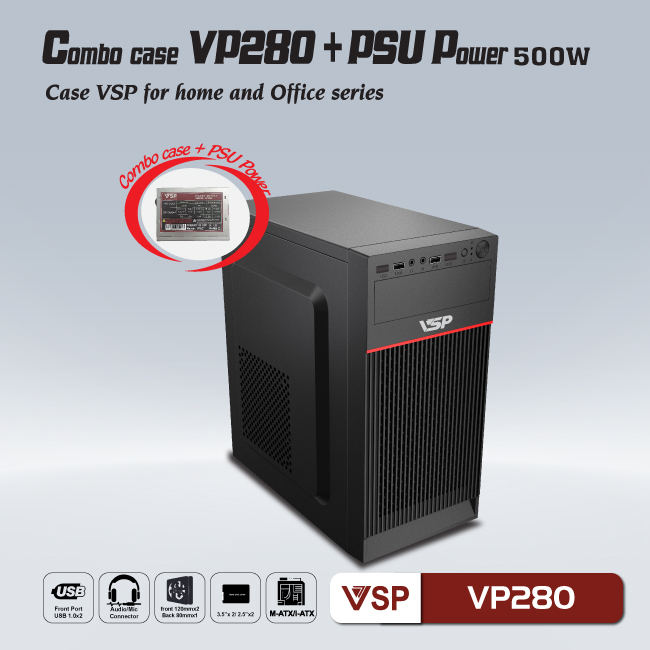 Combo case VP280 + PSU Power 500W
Case VSP for home and Office series
Combo case + PSU Power
VSP
VSP
USB
Front Port
USB 1.0x2
Audio/Mic
Connector
front 120mmx2
Back 80mmx1
3.5"x 2/ 2.5"x2
M-ATX/I-ATX
VSP
VP280